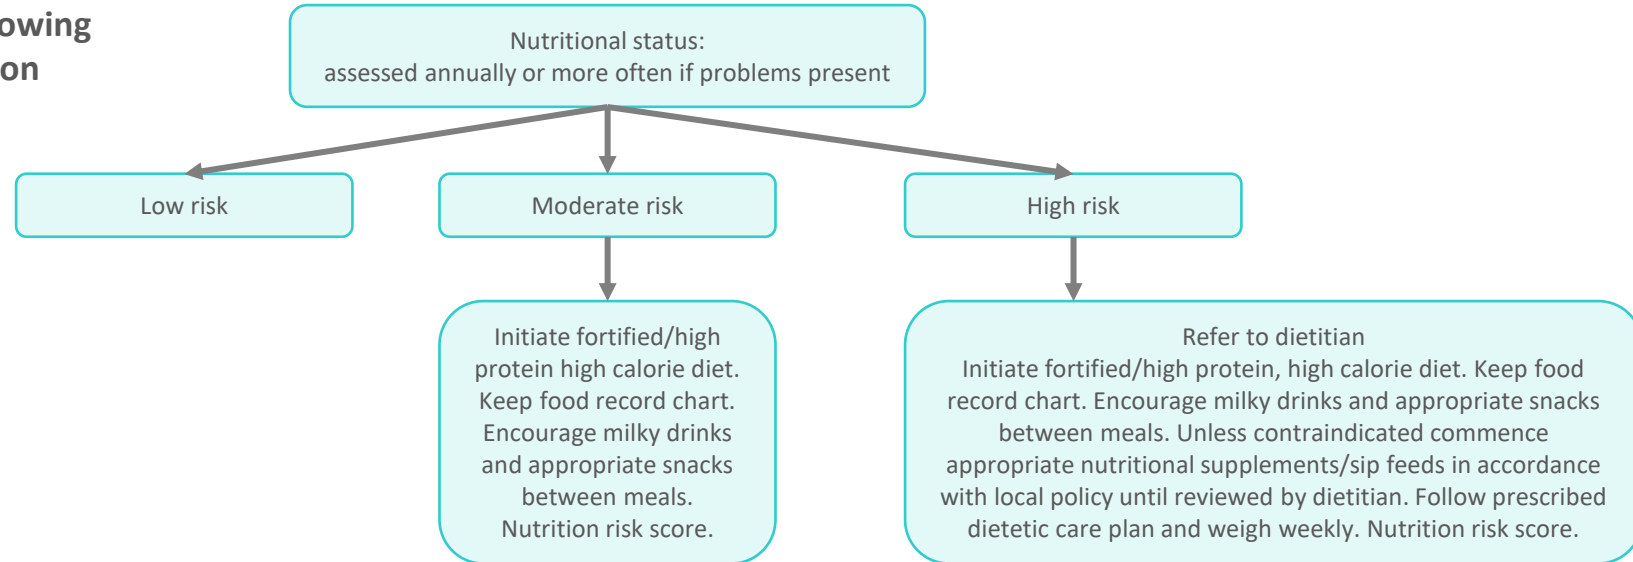 owing
on
Nutritional status:
assessed annually or more often if problems present
Low risk
Moderate risk
High risk
Initiate fortified/high
protein high calorie diet.
Keep food record chart.
Encourage milky drinks
and appropriate snacks
between meals.
Nutrition risk score.
Refer to dietitian
Initiate fortified/high protein, high calorie diet. Keep food
record chart. Encourage milky drinks and appropriate snacks
between meals. Unless contraindicated commence
appropriate nutritional supplements/sip feeds in accordance
with local policy until reviewed by dietitian. Follow prescribed
dietetic care plan and weigh weekly. Nutrition risk score.